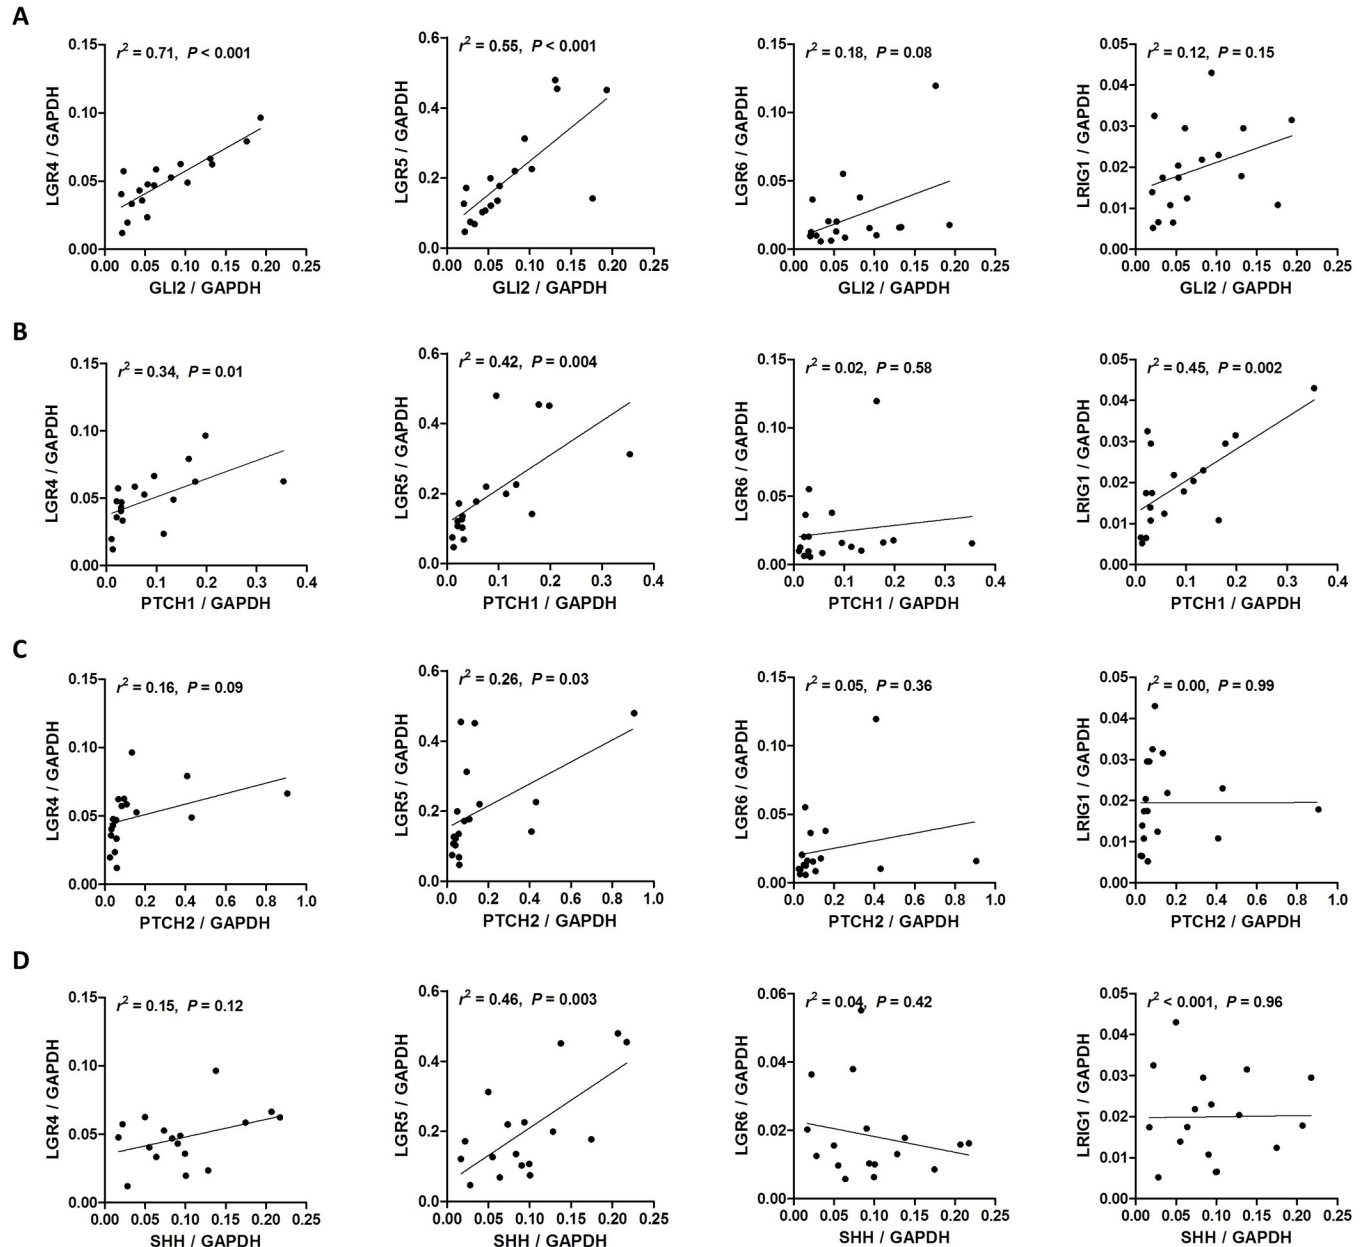 A
r² = 0.71, P < 0.001
r² = 0.55, P < 0.001
r² = 0.18, P = 0.08
r² = 0.12, P = 0.15
LGR4 / GAPDH
0.15
0.10
0.05
0.00
0.00 0.05 0.10 0.15 0.20 0.25
GLI2 / GAPDH
LGR5 / GAPDH
0.6
0.4
0.2
0.0
0.00 0.05 0.10 0.15 0.20 0.25
GLI2 / GAPDH
LGR6 / GAPDH
0.15
0.10
0.05
0.00
0.00 0.05 0.10 0.15 0.20 0.25
GLI2 / GAPDH
LRIG1 / GAPDH
0.05
0.04
0.03
0.02
0.01
0.00
0.00 0.05 0.10 0.15 0.20 0.25
GLI2 / GAPDH
B
r² = 0.34, P = 0.01
r² = 0.42, P = 0.004
r² = 0.02, P = 0.58
r² = 0.45, P = 0.002
LGR4 / GAPDH
0.15
0.10
0.05
0.00
0.0 0.1 0.2 0.3 0.4
PTCH1 / GAPDH
LGR5 / GAPDH
0.6
0.4
0.2
0.0
0.0 0.1 0.2 0.3 0.4
PTCH1 / GAPDH
LGR6 / GAPDH
0.15
0.10
0.05
0.00
0.0 0.1 0.2 0.3 0.4
PTCH1 / GAPDH
LRIG1 / GAPDH
0.05
0.04
0.03
0.02
0.01
0.00
0.0 0.1 0.2 0.3 0.4
PTCH1 / GAPDH
C
r² = 0.16, P = 0.09
r² = 0.26, P = 0.03
r² = 0.05, P = 0.36
r² = 0.00, P = 0.99
LGR4 / GAPDH
0.15
0.10
0.05
0.00
0.0 0.2 0.4 0.6 0.8 1.0
PTCH2 / GAPDH
LGR5 / GAPDH
0.6
0.4
0.2
0.0
0.0 0.2 0.4 0.6 0.8 1.0
PTCH2 / GAPDH
LGR6 / GAPDH
0.15
0.10
0.05
0.00
0.0 0.2 0.4 0.6 0.8 1.0
PTCH2 / GAPDH
LRIG1 / GAPDH
0.05
0.04
0.03
0.02
0.01
0.00
0.0 0.2 0.4 0.6 0.8 1.0
PTCH2 / GAPDH
D
r² = 0.15, P = 0.12
r² = 0.46, P = 0.003
r² = 0.04, P = 0.42
r² < 0.001, P = 0.96
LGR4 / GAPDH
0.15
0.10
0.05
0.00
0.00 0.05 0.10 0.15 0.20 0.25
SHH / GAPDH
LGR5 / GAPDH
0.6
0.4
0.2
0.0
0.00 0.05 0.10 0.15 0.20 0.25
SHH / GAPDH
LGR6 / GAPDH
0.06
0.04
0.02
0.00
0.00 0.05 0.10 0.15 0.20 0.25
SHH / GAPDH
LRIG1 / GAPDH
0.05
0.04
0.03
0.02
0.01
0.00
0.00 0.05 0.10 0.15 0.20 0.25
SHH / GAPDH